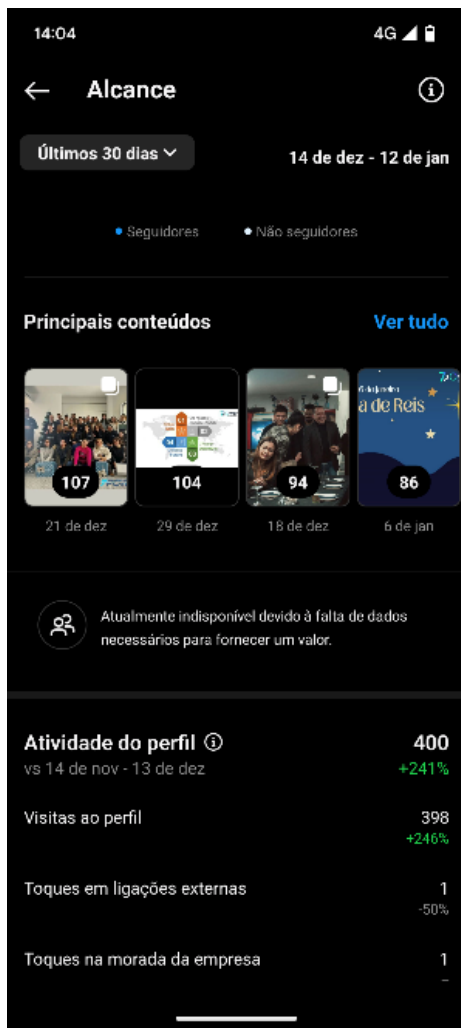 14:04
4G
Alcance
Últimos 30 dias
14 de dez - 12 de jan
Seguidores
Não seguidores
Principais conteúdos
Ver tudo
a de Reis
107
104
94
86
21 de dez
29 de dez
18 de dez
6 de jan
Atualmente indisponível devido à falta de dados
necessários para fornecer um valor.
Atividade do perfil
400
vs 14 de nov - 13 de dez
+241%
Visitas ao perfil
398
+246%
Toques em ligações externas
1
-50%
Toques na morada da empresa
1
–